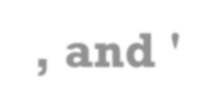 , and '